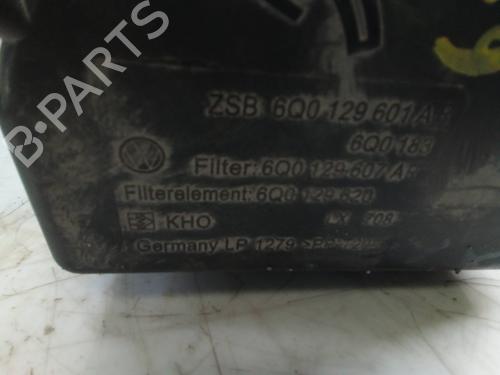 ZSB 6Q0 129 601/A
6Q0 183
Filter: 6Q0 129 607/A
Filterelement: 6Q0 129 620
KHO LX 708
Germany LP 1279
B-PARTS